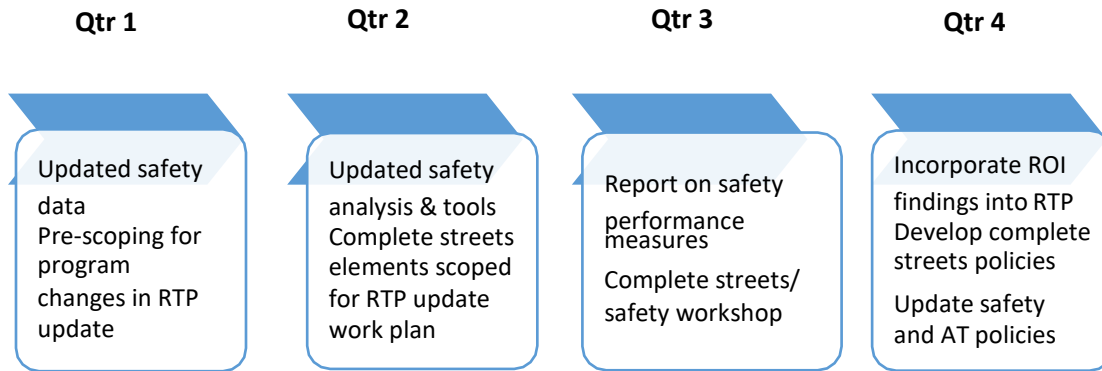 Qtr 1
Qtr 2
Qtr 3
Qtr 4
Updated safety
data
Pre-scoping for
program
changes in RTP
update
Updated safety
analysis & tools
Complete streets
elements scoped
for RTP update
work plan
Report on safety
performance
measures
Complete streets/
safety workshop
Incorporate ROI
findings into RTP
Develop complete
streets policies
Update safety
and AT policies